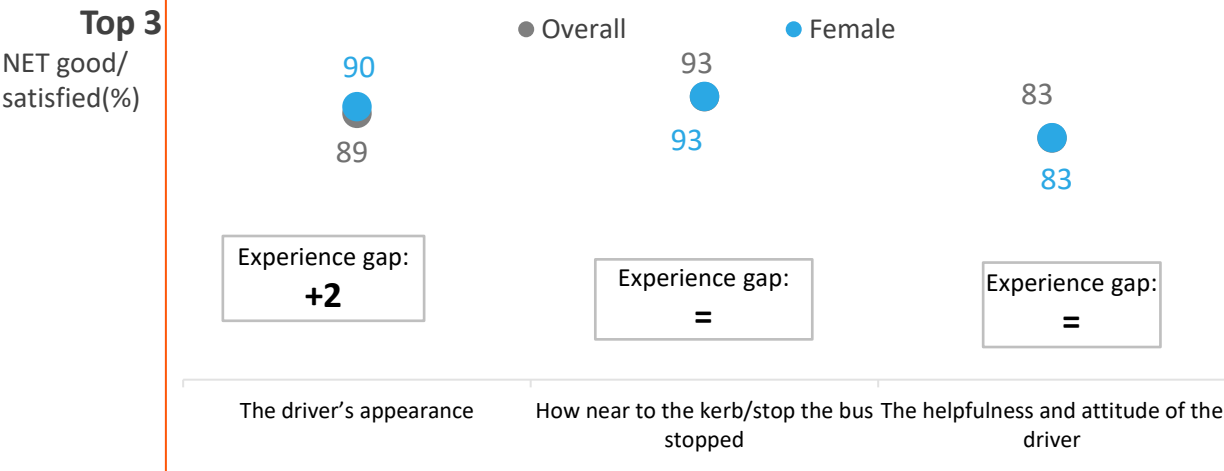 Top 3
NET good/
satisfied(%)
Overall
Female
90
89
93
93
83
83
Experience gap:
+2
Experience gap:
=
Experience gap:
=
The driver’s appearance
How near to the kerb/stop the bus
stopped
The helpfulness and attitude of the
driver